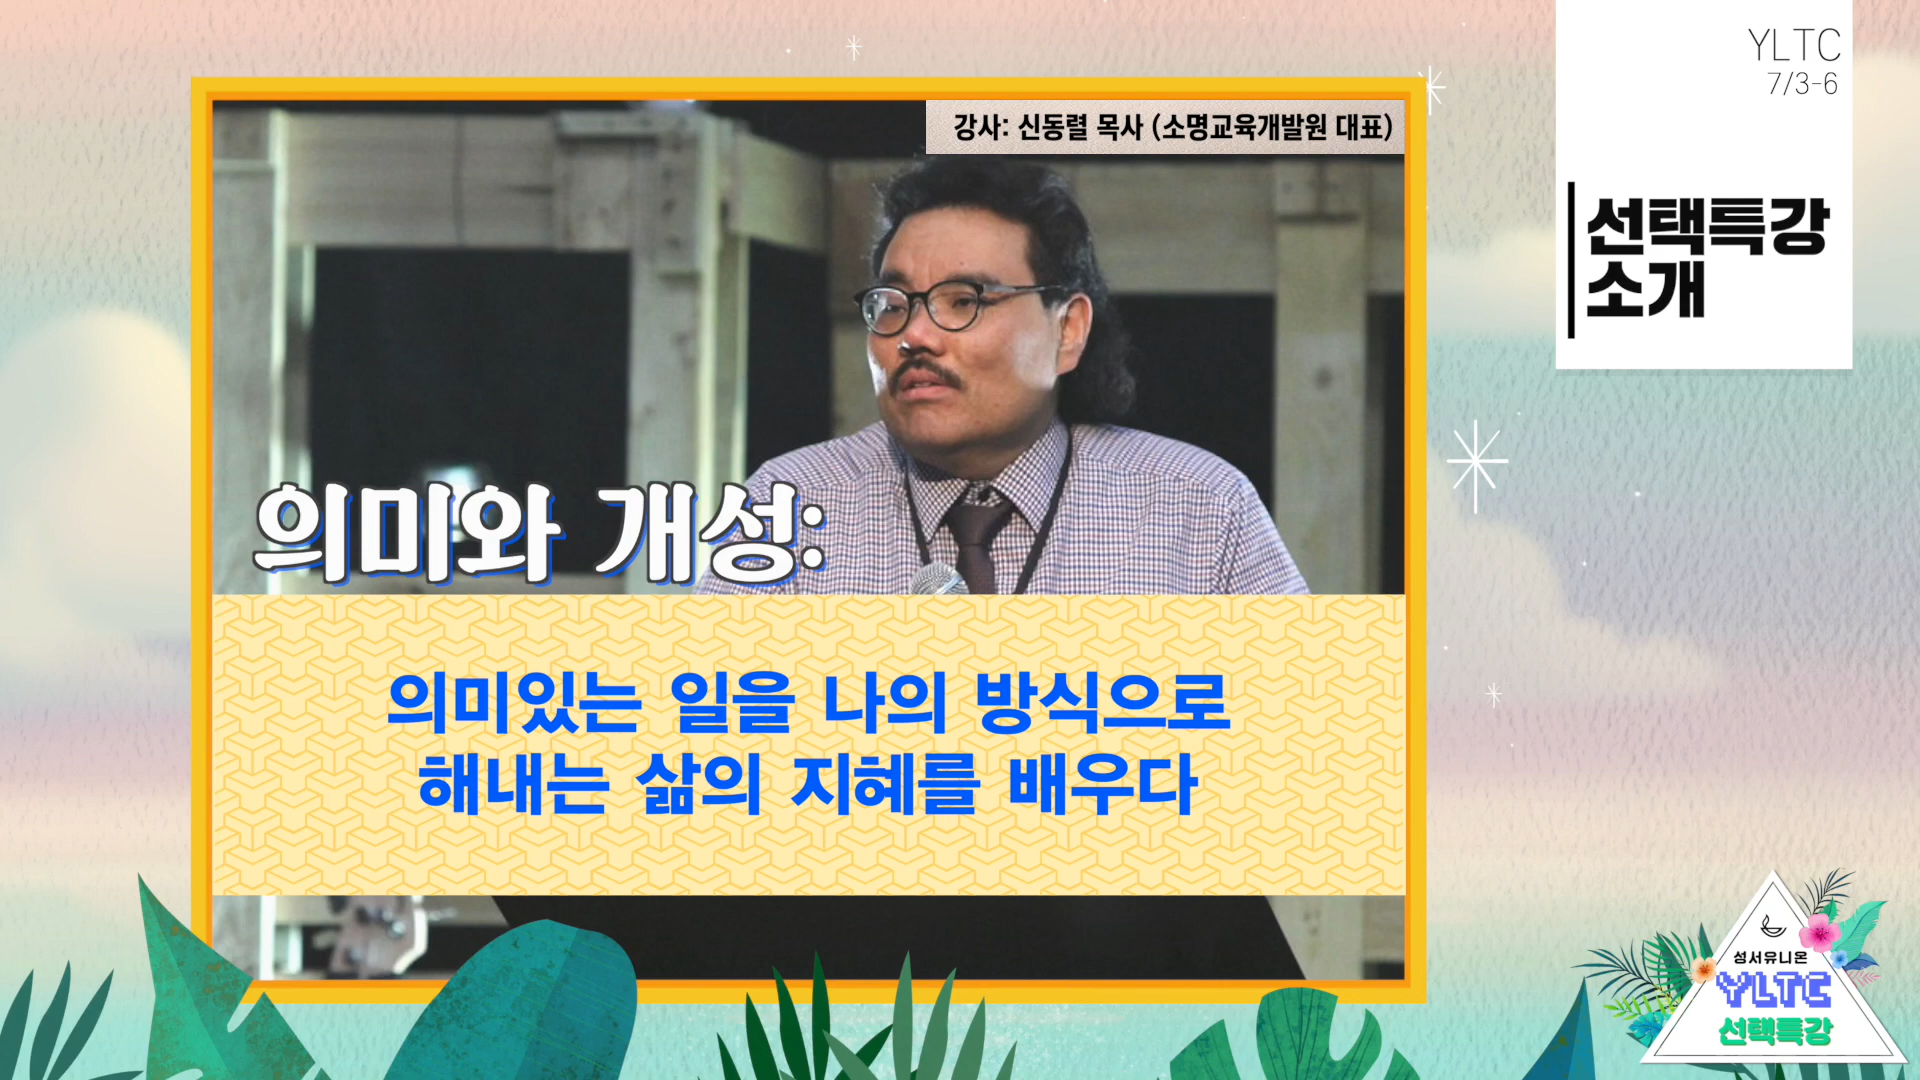 YLTC
7/3-6
선택특강
소개
강사: 신동렬 목사 (소명교육개발원 대표)
의미와 개성:
의미있는 일을 나의 방식으로
해내는 삶의 지혜를 배우다
성서유니온
YLTC
선택특강